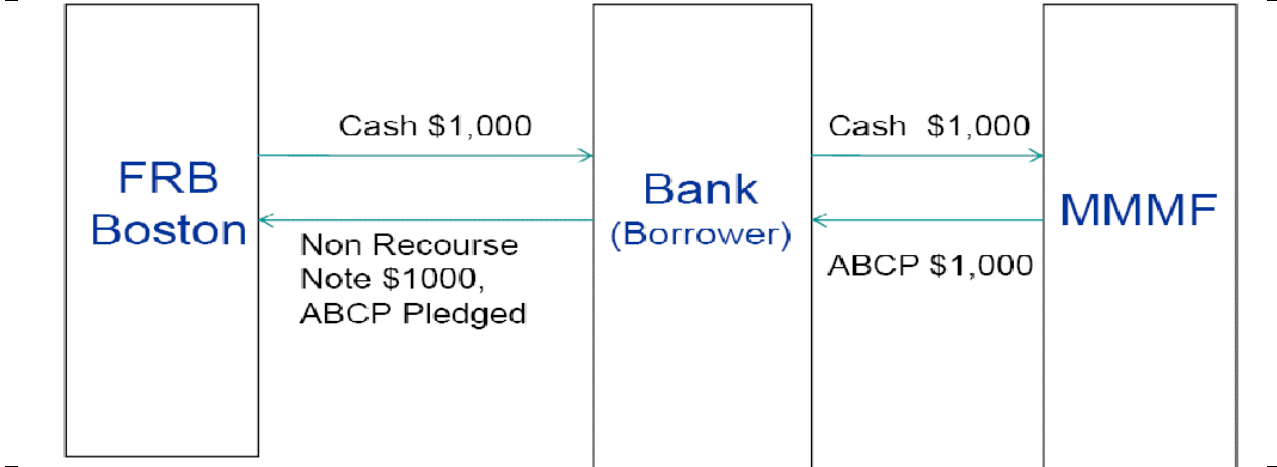 FRB
Boston
Cash $1,000
Non Recourse
Note $1000,
ABCP Pledged
Bank
(Borrower)
Cash $1,000
ABCP $1,000
MMMF